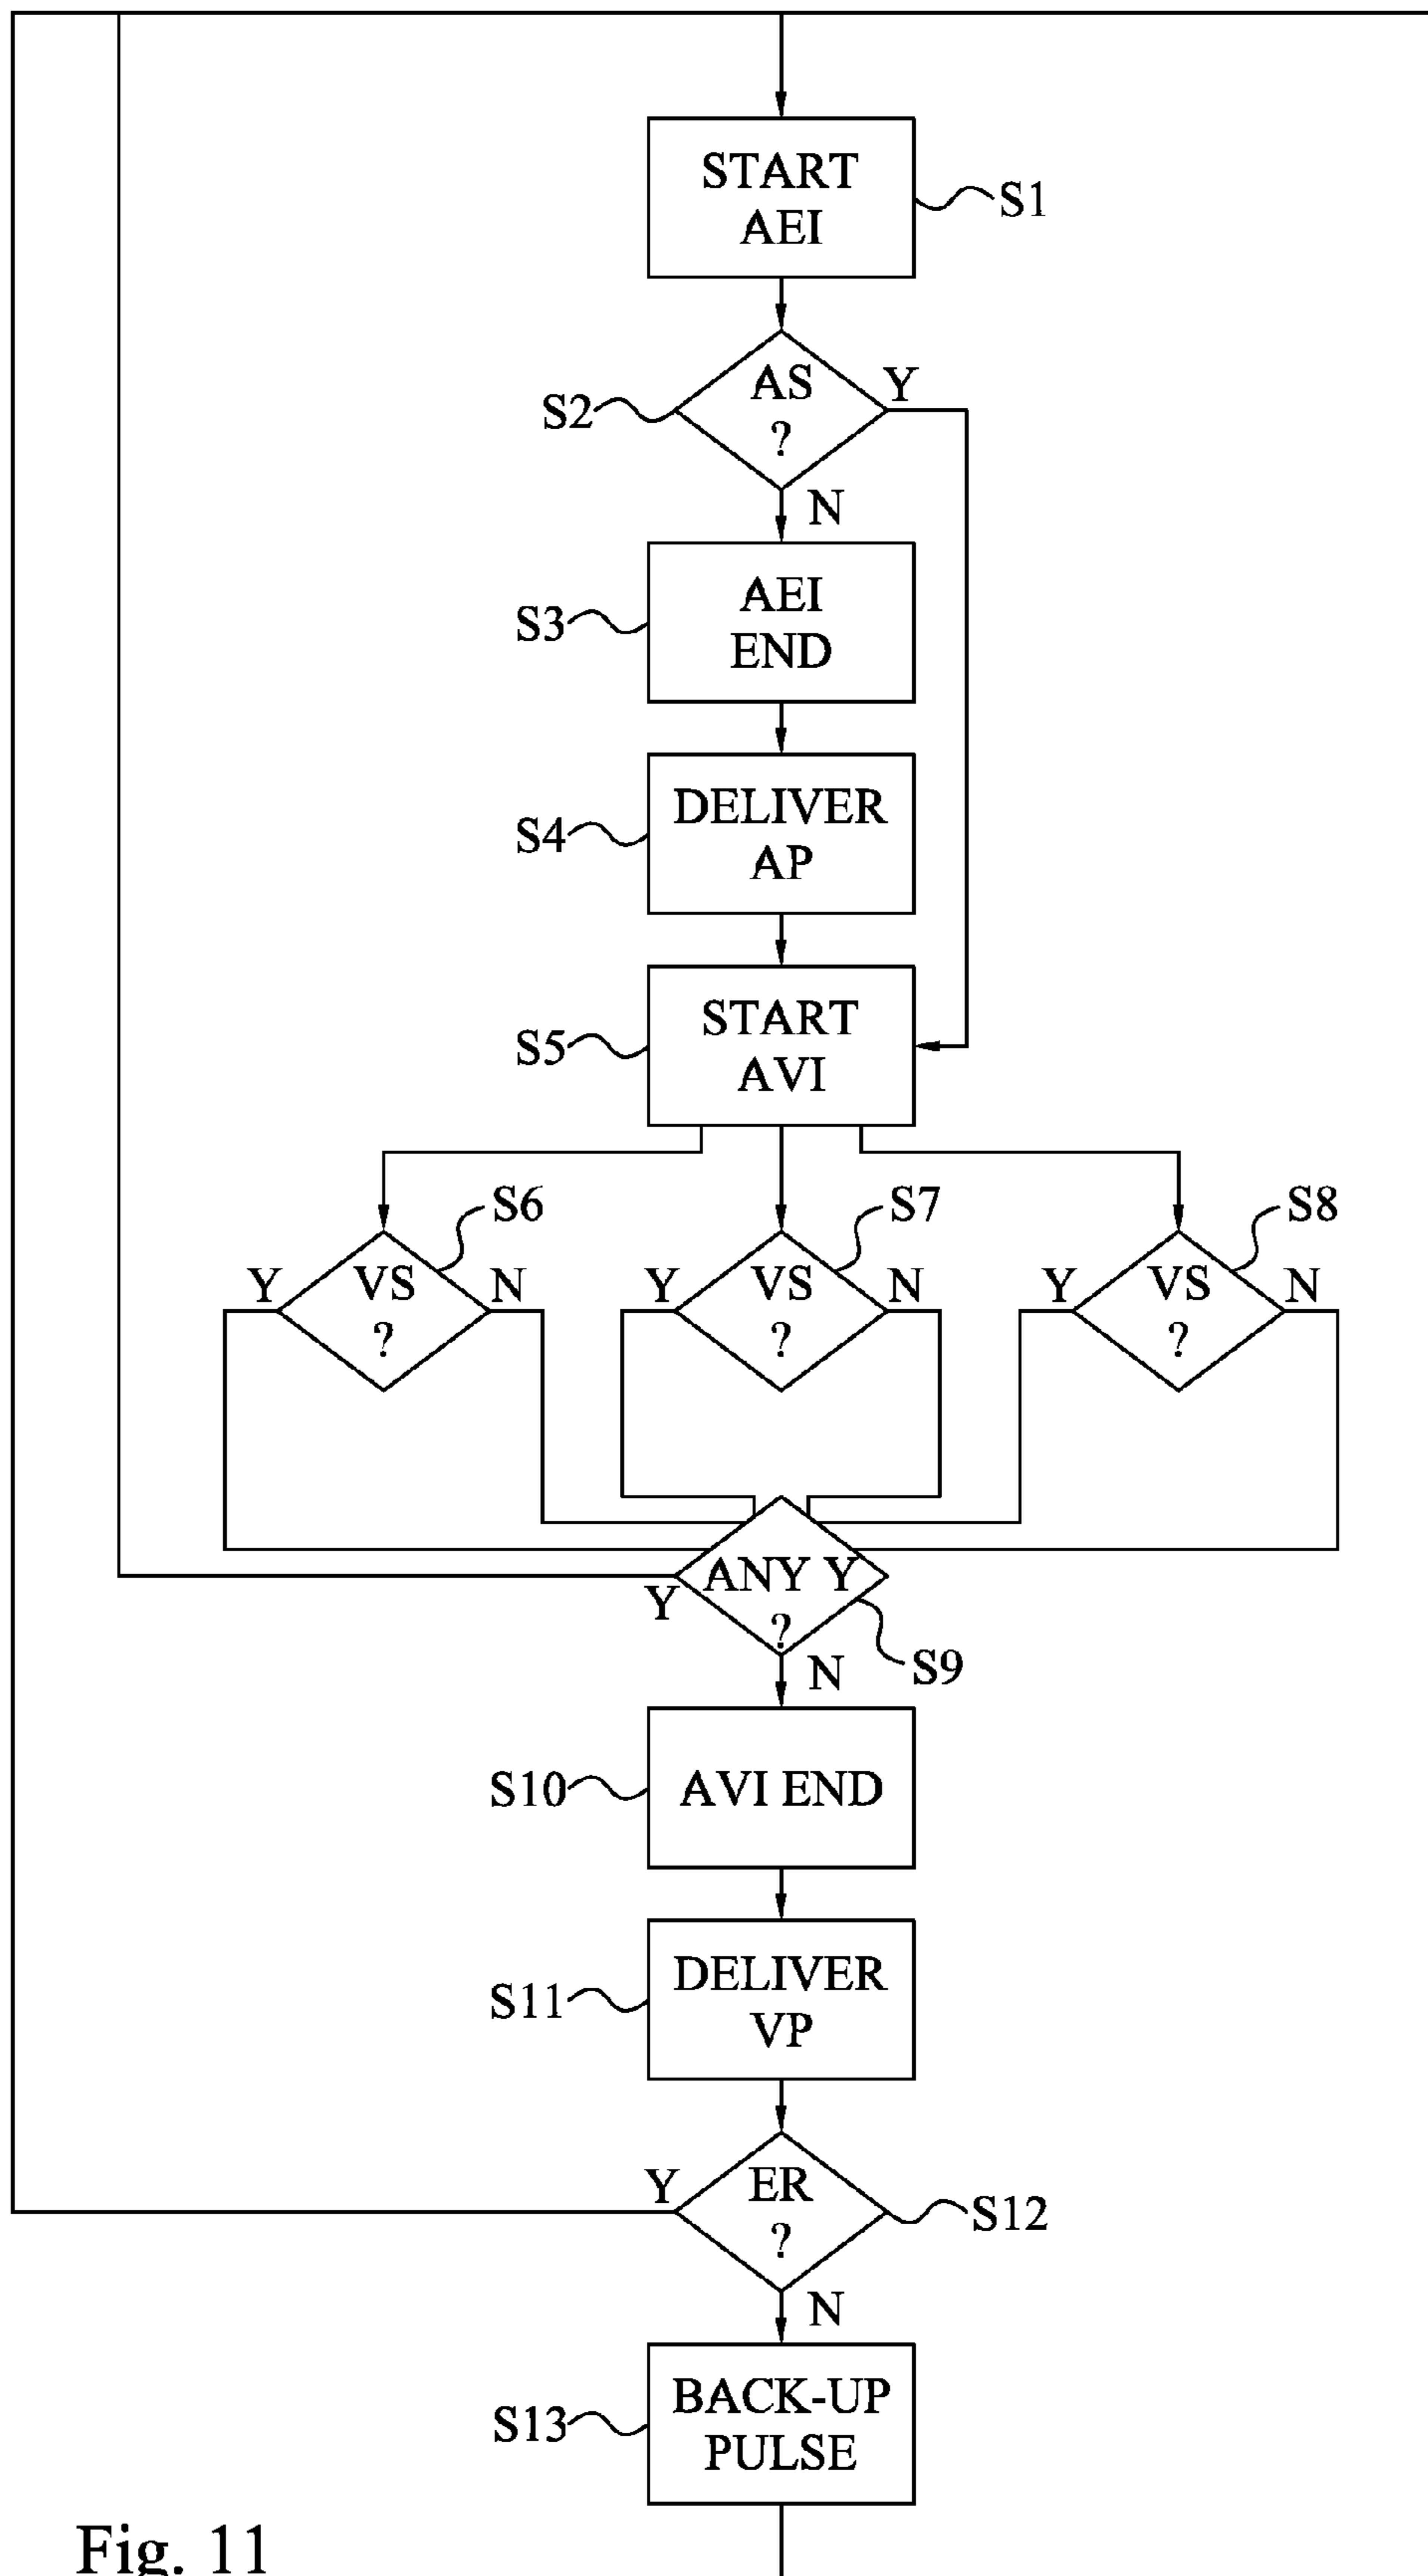 START
AEI
S1
AS
?
Y
S2
N
AEI
END
S3
DELIVER
AP
S4
START
AVI
S5
S6
S7
S8
Y
VS
?
N
Y
VS
?
N
Y
VS
?
N
ANY Y
?
Y
S9
N
S10
AVI END
DELIVER
VP
S11
Y
ER
?
S12
N
BACK-UP
PULSE
S13
Fig. 11